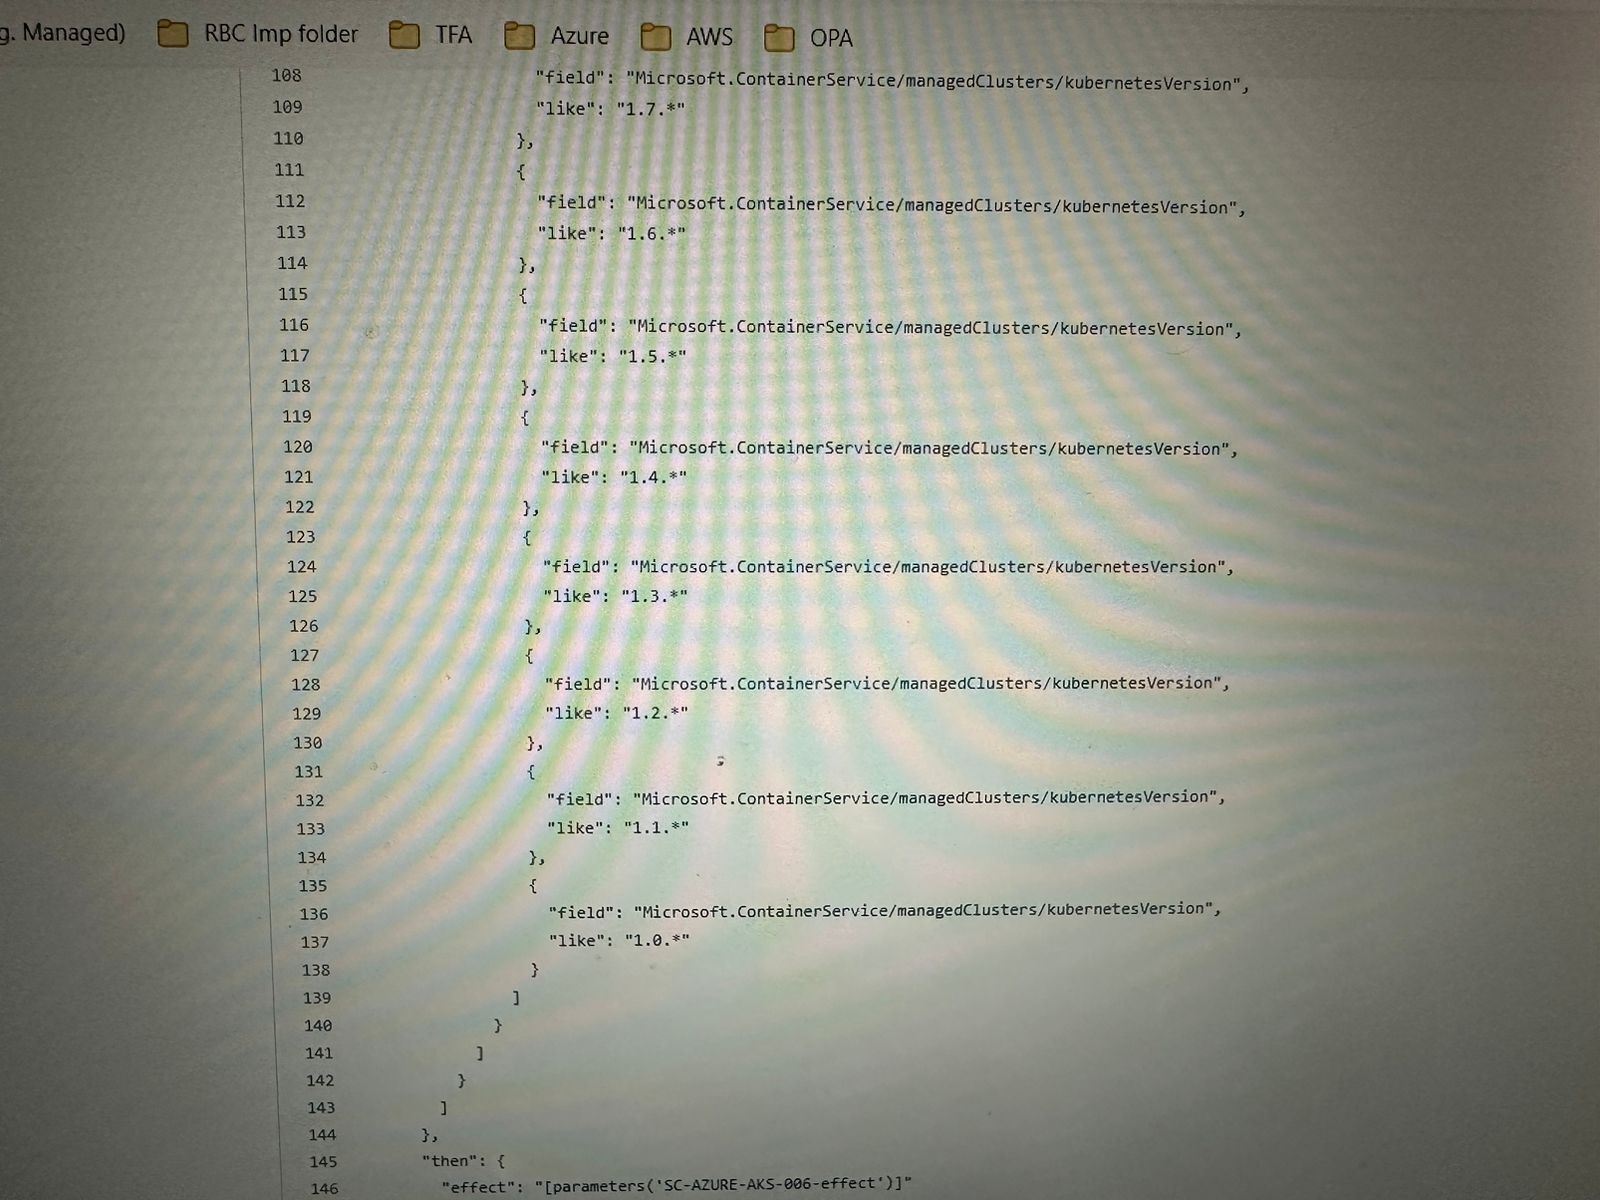 g. Managed) RBC Imp folder TFA Azure AWS OPA
108 "field": "Microsoft.ContainerService/managedClusters/kubernetesVersion",
109 "like": "1.7.*"
110 },
111 {
112 "field": "Microsoft.ContainerService/managedClusters/kubernetesVersion",
113 "like": "1.6.*"
114 },
115 {
116 "field": "Microsoft.ContainerService/managedClusters/kubernetesVersion",
117 "like": "1.5.*"
118 },
119 {
120 "field": "Microsoft.ContainerService/managedClusters/kubernetesVersion",
121 "like": "1.4.*"
122 },
123 {
124 "field": "Microsoft.ContainerService/managedClusters/kubernetesVersion",
125 "like": "1.3.*"
126 },
127 {
128 "field": "Microsoft.ContainerService/managedClusters/kubernetesVersion",
129 "like": "1.2.*"
130 },
131 {
132 "field": "Microsoft.ContainerService/managedClusters/kubernetesVersion",
133 "like": "1.1.*"
134 },
135 {
136 "field": "Microsoft.ContainerService/managedClusters/kubernetesVersion",
137 "like": "1.0.*"
138 }
139 ]
140 }
141 ]
142 }
143 ]
144 },
145 "then": {
146 "effect": "[parameters('SC-AZURE-AKS-006-effect')]"